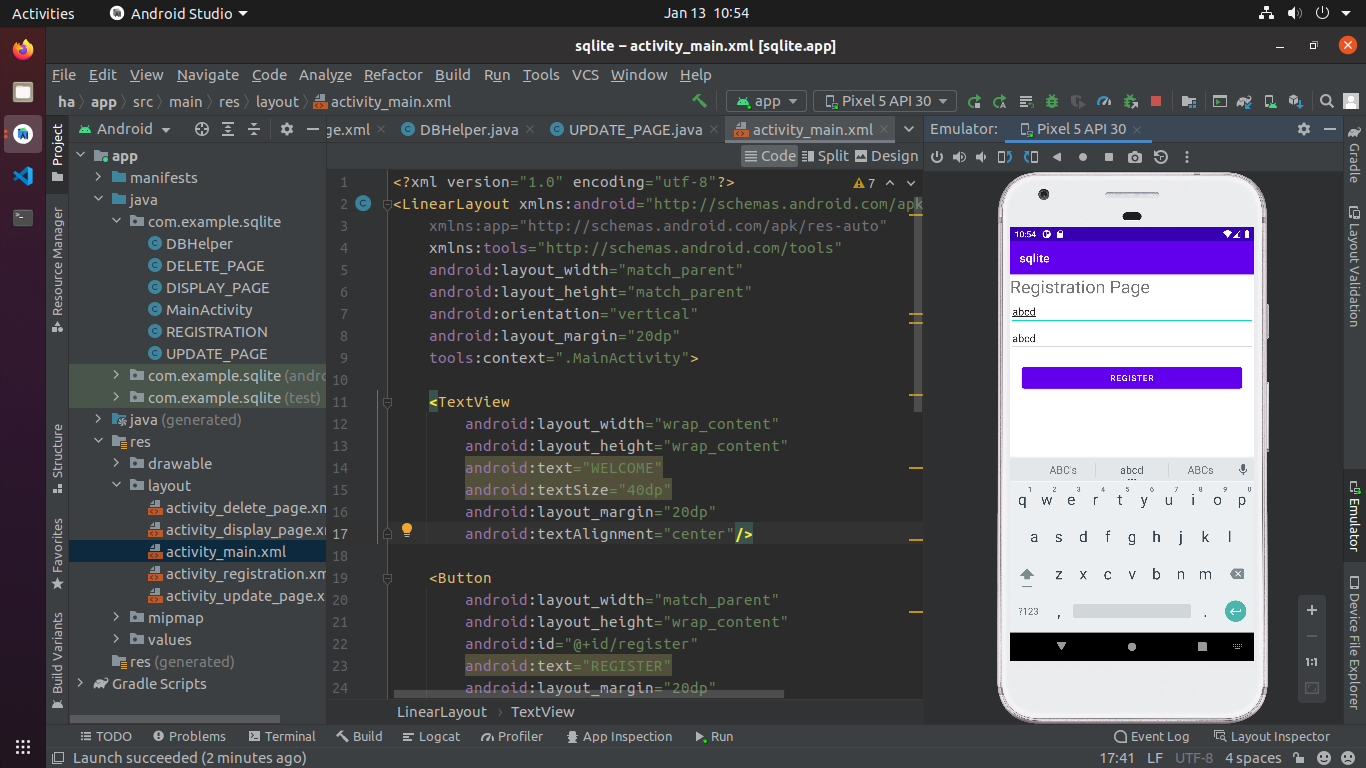 Activities Android Studio Jan 13 10:54
sqlite – activity_main.xml [sqlite.app]
File Edit View Navigate Code Analyze Refactor Build Run Tools VCS Window Help
ha app src main res layout activity_main.xml app Pixel 5 API 30
Android ge.xml DBHelper.java UPDATE_PAGE.java activity_main.xml Emulator: Pixel 5 API 30
Code Split Design
Project
Resource Manager
Structure
Favorites
Build Variants
app
manifests
java
com.example.sqlite
DBHelper
DELETE_PAGE
DISPLAY_PAGE
MainActivity
REGISTRATION
UPDATE_PAGE
com.example.sqlite (andro
com.example.sqlite (test)
java (generated)
res
drawable
layout
activity_delete_page.xm
activity_display_page.xm
activity_main.xml
activity_registration.xm
activity_update_page.x
mipmap
values
res (generated)
Gradle Scripts
7
1 <?xml version="1.0" encoding="utf-8"?>
2 <LinearLayout xmlns:android="http://schemas.android.com/apk
3 xmlns:app="http://schemas.android.com/apk/res-auto"
4 xmlns:tools="http://schemas.android.com/tools"
5 android:layout_width="match_parent"
6 android:layout_height="match_parent"
7 android:orientation="vertical"
8 android:layout_margin="20dp"
9 tools:context=".MainActivity">
10
11 <TextView
12 android:layout_width="wrap_content"
13 android:layout_height="wrap_content"
14 android:text="WELCOME"
15 android:textSize="40dp"
16 android:layout_margin="20dp"
17 android:textAlignment="center"/>
18
19 <Button
20 android:layout_width="match_parent"
21 android:layout_height="wrap_content"
22 android:id="@+id/register"
23 android:text="REGISTER"
24 android:layout_margin="20dp"
LinearLayout TextView
10:54
sqlite
Registration Page
abcd
abcd
REGISTER
ABC's abcd ABCs
1 2 3 4 5 6 7 8 9 0
q w e r t y u i o p
a s d f g h j k l
z x c v b n m
?123 , .
1:1
Gradle
Layout Validation
Emulator
Device File Explorer
TODO Problems Terminal Build Logcat Profiler App Inspection Run Event Log Layout Inspector
Launch succeeded (2 minutes ago) 17:41 LF UTF-8 4 spaces